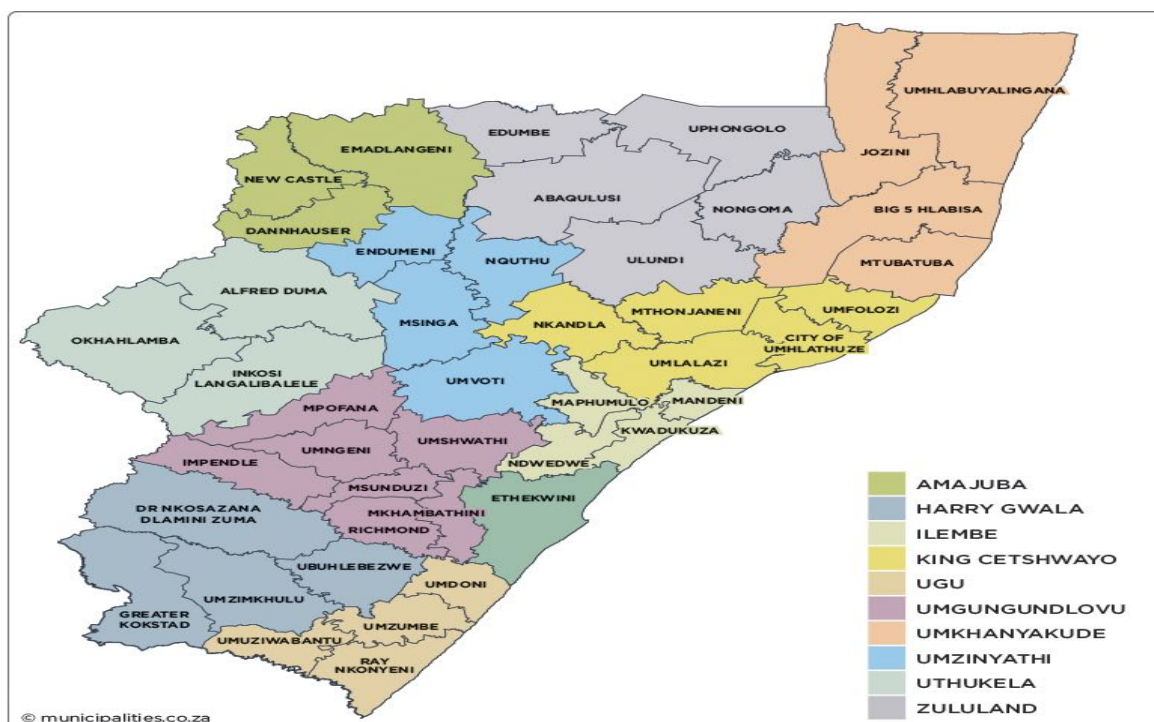 UMHLABUYALINGANA
EDUMBE
UPHONGOLO
EMADLANGENI
JOZINI
NEW CASTLE
ABAQULUSI
NONGOMA
BIG 5 HLABISA
DANNHAUSER
ENDUMENI
NQUTHU
ULUNDI
MTUBATUBA
ALFRED DUMA
MSINGA
NKANDLA
MTHONJANENI
UMFOLOZI
OKHAHLAMBA
CITY OF
UMHLATHUZE
INKOSI
LANGALIBALELE
UMVOTI
UMLALAZI
MAPHUMULO
MANDENI
MPOFANA
KWADUKUZA
UMSHWATHI
UMNGENI
IMPENDLE
NDWEDWE
MSUNDUZI
ETHEKWINI
DR NKOSAZANA
DLAMINI ZUMA
MKHAMBATHINI
RICHMOND
UBUHLEBEZWE
UMDONI
UMZIMKHULU
GREATER
KOKSTAD
UMZUMBE
UMUZIWABANTU
RAY
NKONYENI
AMAJUBA
HARRY GWALA
ILEMBE
KING CETSHWAYO
UGU
UMGUNGUNDLOVU
UMKHANYAKUDE
UMZINYATHI
UTHUKELA
ZULULAND
© municipalities.co.za